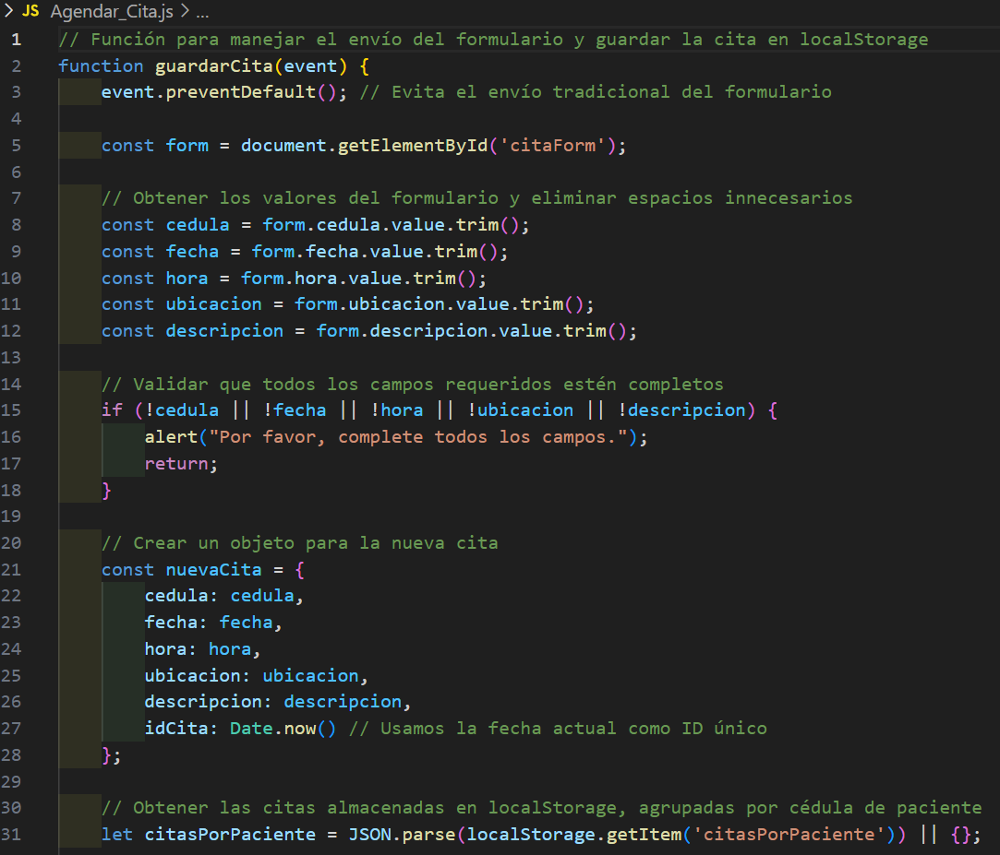 JS Agendar_Cita.js > ...
1 // Función para manejar el envío del formulario y guardar la cita en localStorage
2 function guardarCita(event) {
3     event.preventDefault(); // Evita el envío tradicional del formulario
4
5     const form = document.getElementById('citaForm');
6
7     // Obtener los valores del formulario y eliminar espacios innecesarios
8     const cedula = form.cedula.value.trim();
9     const fecha = form.fecha.value.trim();
10     const hora = form.hora.value.trim();
11     const ubicacion = form.ubicacion.value.trim();
12     const descripcion = form.descripcion.value.trim();
13
14     // Validar que todos los campos requeridos estén completos
15     if (!cedula || !fecha || !hora || !ubicacion || !descripcion) {
16         alert("Por favor, complete todos los campos.");
17         return;
18     }
19
20     // Crear un objeto para la nueva cita
21     const nuevaCita = {
22         cedula: cedula,
23         fecha: fecha,
24         hora: hora,
25         ubicacion: ubicacion,
26         descripcion: descripcion,
27         idCita: Date.now() // Usamos la fecha actual como ID único
28     };
29
30     // Obtener las citas almacenadas en localStorage, agrupadas por cédula de paciente
31     let citasPorPaciente = JSON.parse(localStorage.getItem('citasPorPaciente')) || {};